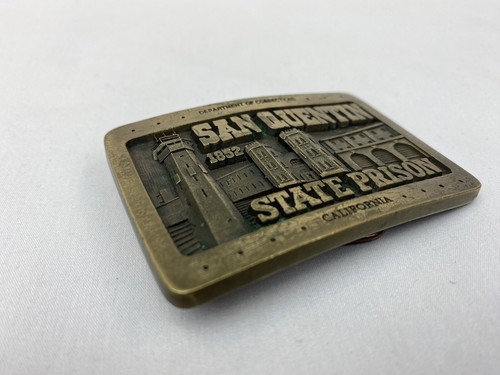 DEPARTMENT OF CORRECTIONS
SAN QUENTIN
1852
STATE PRISON
CALIFORNIA